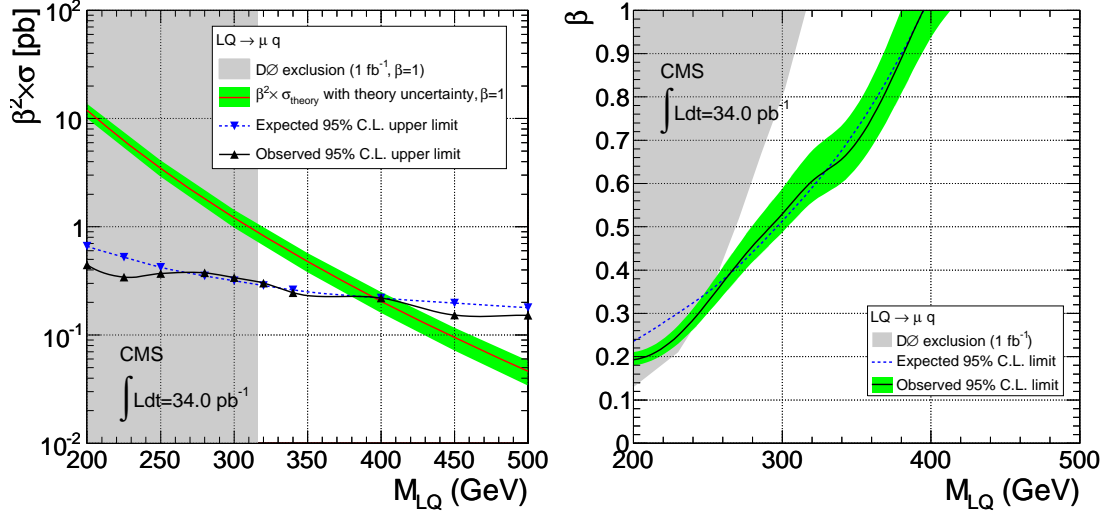 β²×σ [pb]
LQ → μ q
DØ exclusion (1 fb⁻¹, β=1)
β²× σ_theory with theory uncertainty, β=1
Expected 95% C.L. upper limit
Observed 95% C.L. upper limit
10²
10
1
10⁻¹
10⁻²
CMS
∫ Ldt=34.0 pb⁻¹
200 250 300 350 400 450 500
M_LQ (GeV)
β
1
0.9
0.8
0.7
0.6
0.5
0.4
0.3
0.2
0.1
0
CMS
∫ Ldt=34.0 pb⁻¹
LQ → μ q
DØ exclusion (1 fb⁻¹)
Expected 95% C.L. limit
Observed 95% C.L. limit
200 300 400 500
M_LQ (GeV)